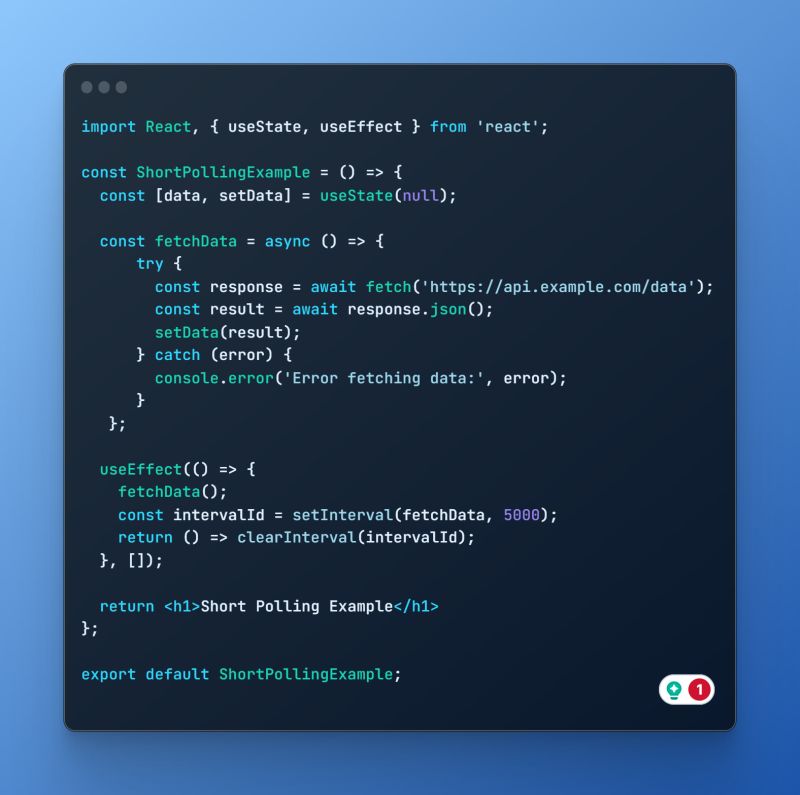 import React, { useState, useEffect } from 'react';
const ShortPollingExample = () => {
const [data, setData] = useState(null);
const fetchData = async () => {
try {
const response = await fetch('https://api.example.com/data');
const result = await response.json();
setData(result);
} catch (error) {
console.error('Error fetching data:', error);
}
};
useEffect(() => {
fetchData();
const intervalId = setInterval(fetchData, 5000);
return () => clearInterval(intervalId);
}, []);
return <h1>Short Polling Example</h1>
};
export default ShortPollingExample;
1